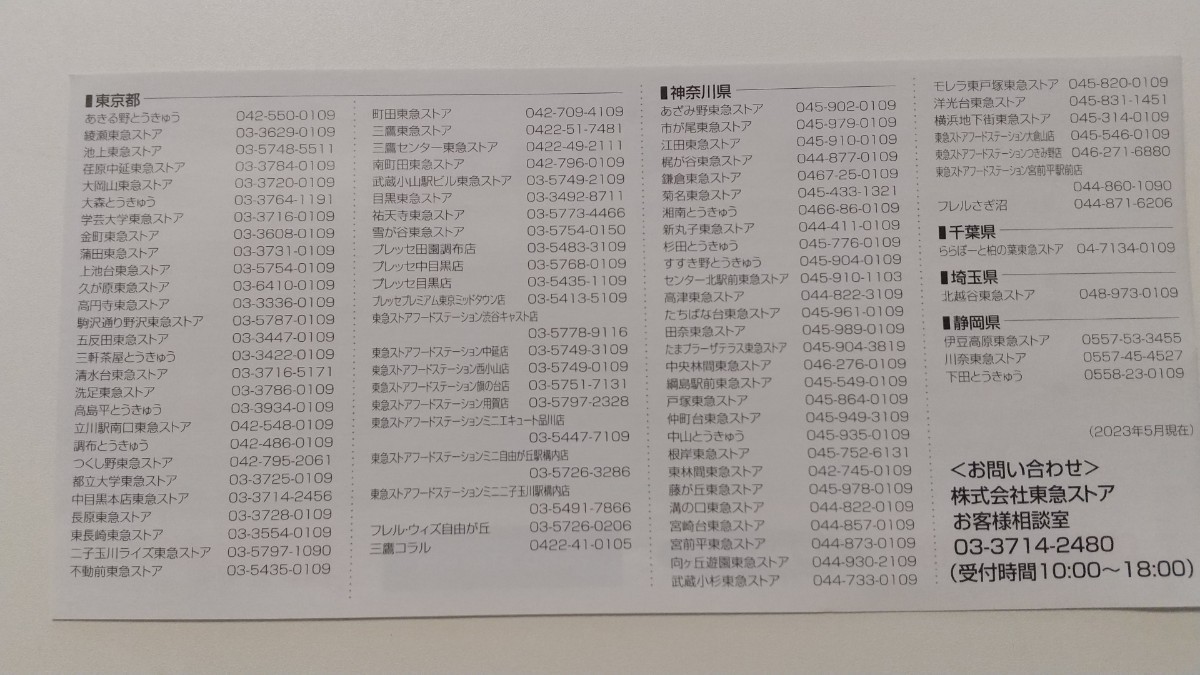 ■東京都
あきる野とうきゅう 042-550-0109
綾瀬東急ストア 03-3629-0109
池上東急ストア 03-5748-5511
荏原中延東急ストア 03-3784-0109
大岡山東急ストア 03-3720-0109
大森とうきゅう 03-3764-1191
学芸大学東急ストア 03-3716-0109
金町東急ストア 03-3608-0109
蒲田東急ストア 03-3731-0109
上池台東急ストア 03-5754-0109
久が原東急ストア 03-6410-0109
高円寺東急ストア 03-3336-0109
駒沢通り野沢東急ストア 03-5787-0109
五反田東急ストア 03-3447-0109
三軒茶屋とうきゅう 03-3422-0109
清水台東急ストア 03-3716-5171
洗足東急ストア 03-3786-0109
高島平とうきゅう 03-3934-0109
立川駅南口東急ストア 042-548-0109
調布とうきゅう 042-486-0109
つくし野東急ストア 042-795-2061
都立大学東急ストア 03-3725-0109
中目黒本店東急ストア 03-3714-2456
長原東急ストア 03-3728-0109
東長崎東急ストア 03-3554-0109
二子玉川ライズ東急ストア 03-5797-1090
不動前東急ストア 03-5435-0109
町田東急ストア 042-709-4109
三鷹東急ストア 0422-51-7481
三鷹センター東急ストア 0422-49-2111
南町田東急ストア 042-796-0109
武蔵小山駅ビル東急ストア 03-5749-2109
目黒東急ストア 03-3492-8711
祐天寺東急ストア 03-5773-4466
雪が谷東急ストア 03-5754-0150
プレッセ田園調布店 03-5483-3109
プレッセ中目黒店 03-5768-0109
プレッセ目黒店 03-5435-1109
プレッセプレミアム東京ミッドタウン店 03-5413-5109
東急ストアフードステーション渋谷キャスト店
03-5778-9116
東急ストアフードステーション中延店 03-5749-3109
東急ストアフードステーション西小山店 03-5749-0109
東急ストアフードステーション旗の台店 03-5751-7131
東急ストアフードステーション用賀店 03-5797-2328
東急ストアフードステーションミニエキュート品川店
03-5447-7109
東急ストアフードステーションミニ自由が丘駅構内店
03-5726-3286
東急ストアフードステーションミニ二子玉川駅構内店
03-5491-7866
フレル・ウィズ自由が丘 03-5726-0206
三鷹コラル 0422-41-0105
■神奈川県
あざみ野東急ストア 045-902-0109
市が尾東急ストア 045-979-0109
江田東急ストア 045-910-0109
梶が谷東急ストア 044-877-0109
鎌倉東急ストア 0467-25-0109
菊名東急ストア 045-433-1321
湘南とうきゅう 0466-86-0109
新丸子東急ストア 044-411-0109
杉田とうきゅう 045-776-0109
すすき野とうきゅう 045-904-0109
センター北駅前東急ストア 045-910-1103
高津東急ストア 044-822-3109
たちばな台東急ストア 045-961-0109
田奈東急ストア 045-989-0109
たまプラーザテラス東急ストア 045-904-3819
中央林間東急ストア 046-276-0109
綱島駅前東急ストア 045-549-0109
戸塚東急ストア 045-864-0109
仲町台東急ストア 045-949-3109
中山とうきゅう 045-935-0109
根岸東急ストア 045-752-6131
東林間東急ストア 042-745-0109
藤が丘東急ストア 045-978-0109
溝の口東急ストア 044-822-0109
宮崎台東急ストア 044-857-0109
宮前平東急ストア 044-873-0109
向ヶ丘遊園東急ストア 044-930-2109
武蔵小杉東急ストア 044-733-0109
モレラ東戸塚東急ストア 045-820-0109
洋光台東急ストア 045-831-1451
横浜地下街東急ストア 045-314-0109
東急ストアフードステーション大倉山店 045-546-0109
東急ストアフードステーションつきみ野店 046-271-6880
東急ストアフードステーション宮前平駅前店
044-860-1090
フレルさぎ沼 044-871-6206
■千葉県
ららぽーと柏の葉東急ストア 04-7134-0109
■埼玉県
北越谷東急ストア 048-973-0109
■静岡県
伊豆高原東急ストア 0557-53-3455
川奈東急ストア 0557-45-4527
下田とうきゅう 0558-23-0109
(2023年5月現在)
<お問い合わせ>
株式会社東急ストア
お客様相談室
03-3714-2480
(受付時間10:00〜18:00)